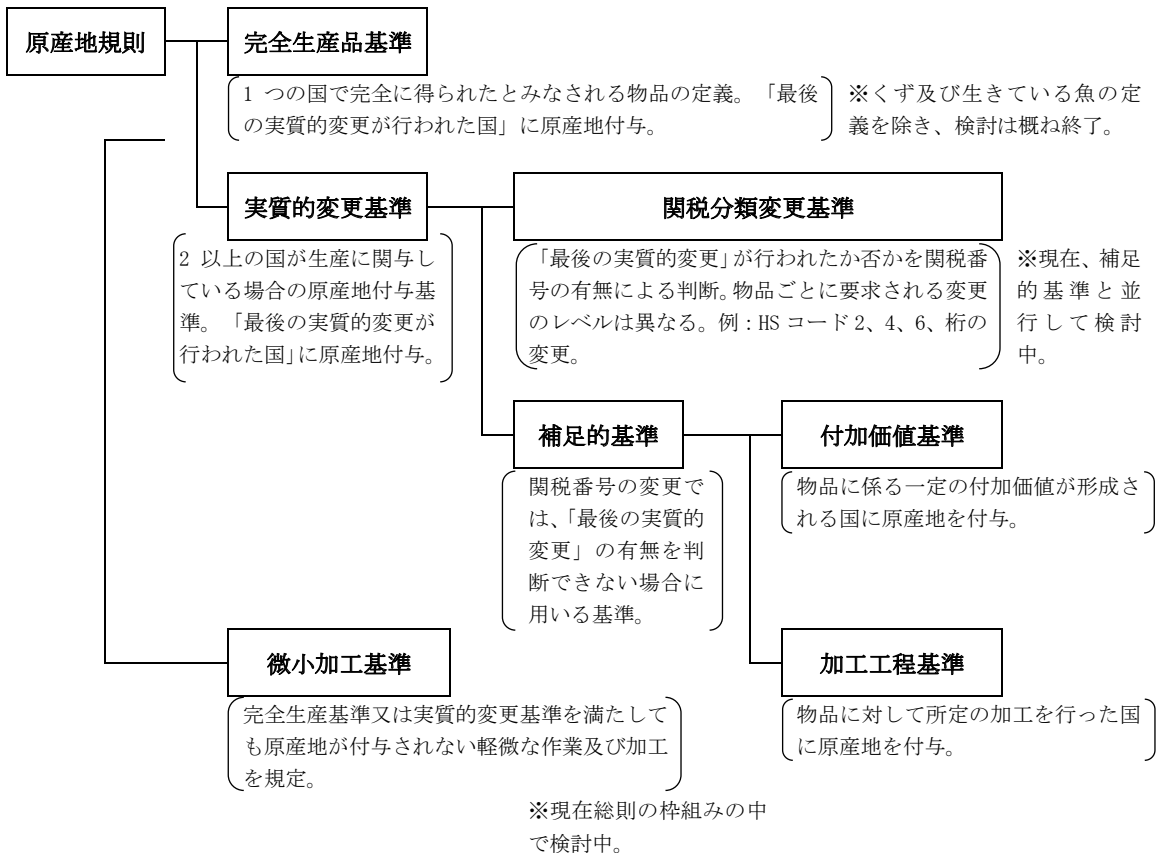 原産地規則
完全生産品基準
1 つの国で完全に得られたとみなされる物品の定義。「最後
の実質的変更が行われた国」に原産地付与。
※くず及び生きている魚の定
義を除き、検討は概ね終了。
実質的変更基準
2 以上の国が生産に関与し
ている場合の原産地付与基
準。「最後の実質的変更が
行われた国」に原産地付与。
関税分類変更基準
「最後の実質的変更」が行われたか否かを関税番
号の有無による判断。物品ごとに要求される変更
のレベルは異なる。例：HS コード 2、4、6、桁の
変更。
※現在、補足
的基準と並
行して検討
中。
補足的基準
関税番号の変更で
は、「最後の実質的
変更」の有無を判
断できない場合に
用いる基準。
付加価値基準
物品に係る一定の付加価値が形成さ
れる国に原産地を付与。
微小加工基準
完全生産基準又は実質的変更基準を満たして
も原産地が付与されない軽微な作業及び加工
を規定。
※現在総則の枠組みの中
で検討中。
加工工程基準
物品に対して所定の加工を行った国
に原産地を付与。